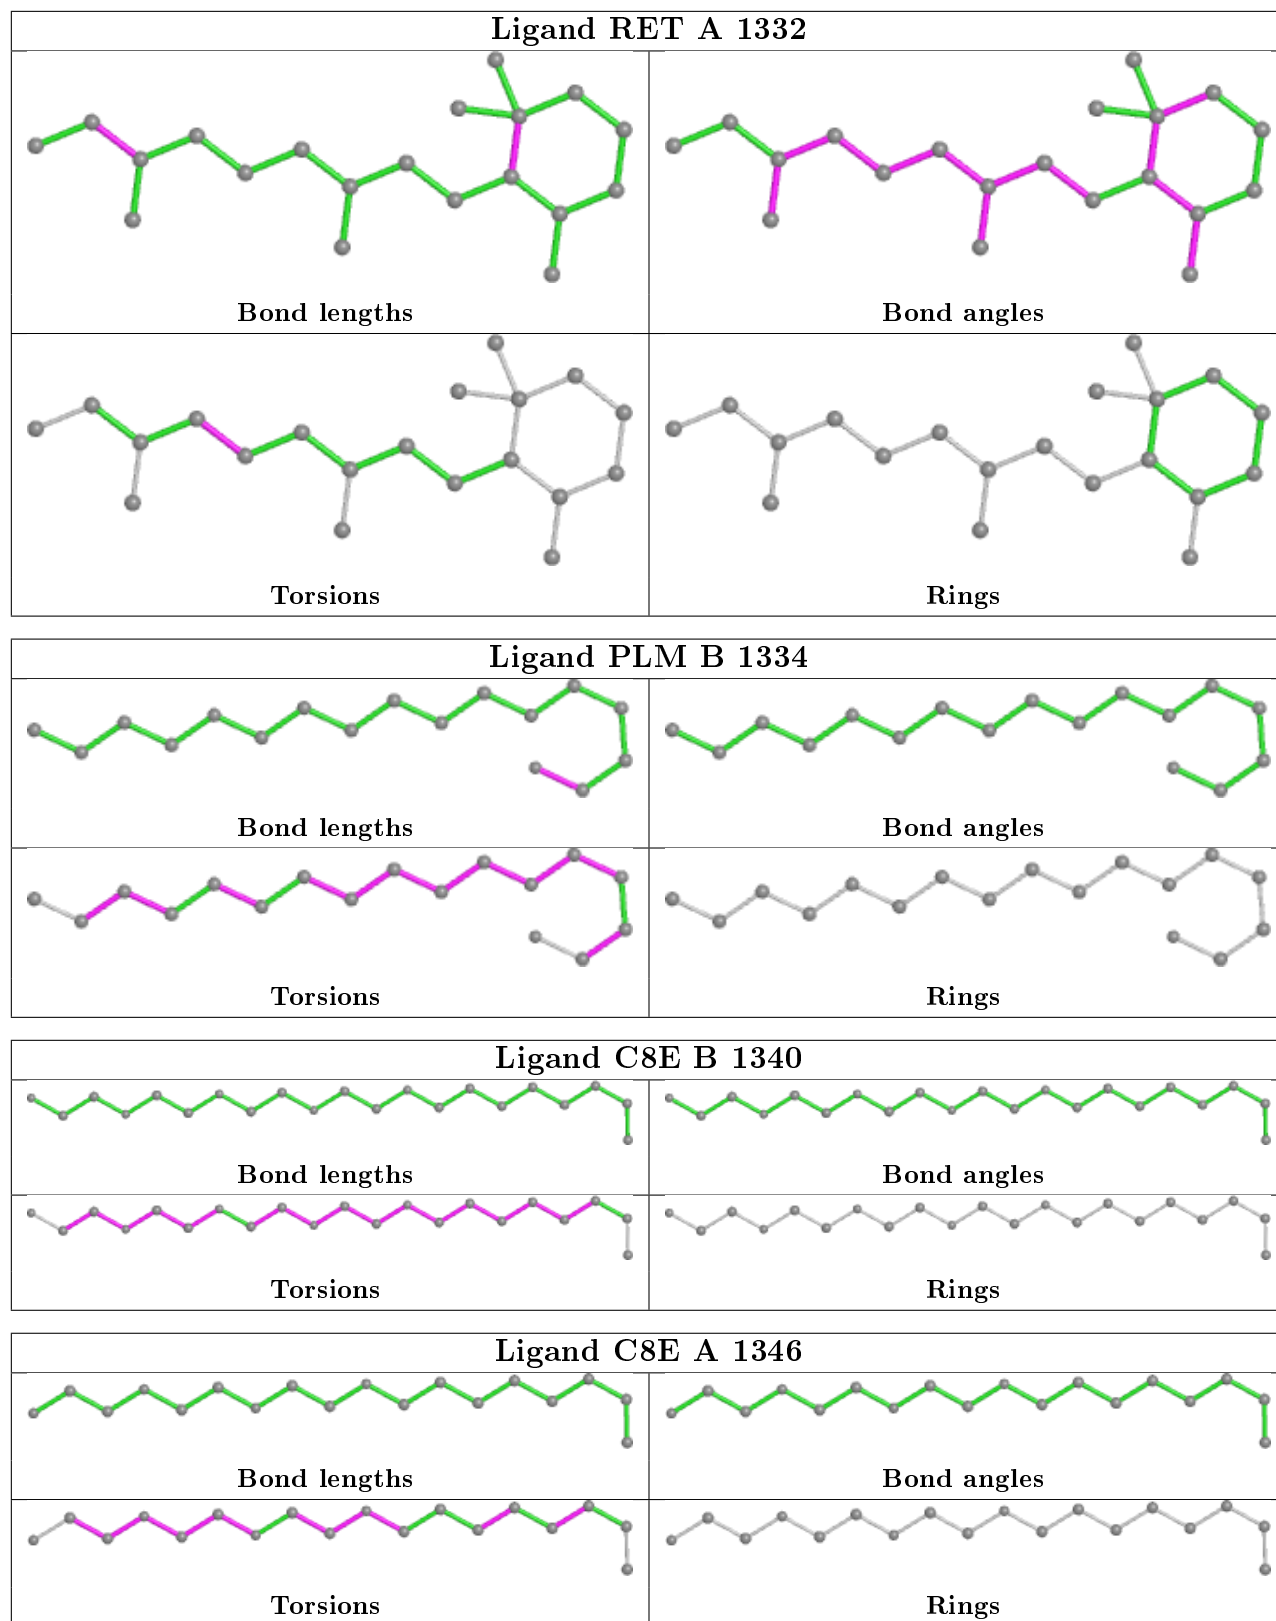 Ligand RET A 1332
Bond lengths
Bond angles
Torsions
Rings
Ligand PLM B 1334
Bond lengths
Bond angles
Torsions
Rings
Ligand C8E B 1340
Bond lengths
Bond angles
Torsions
Rings
Ligand C8E A 1346
Bond lengths
Bond angles
Torsions
Rings